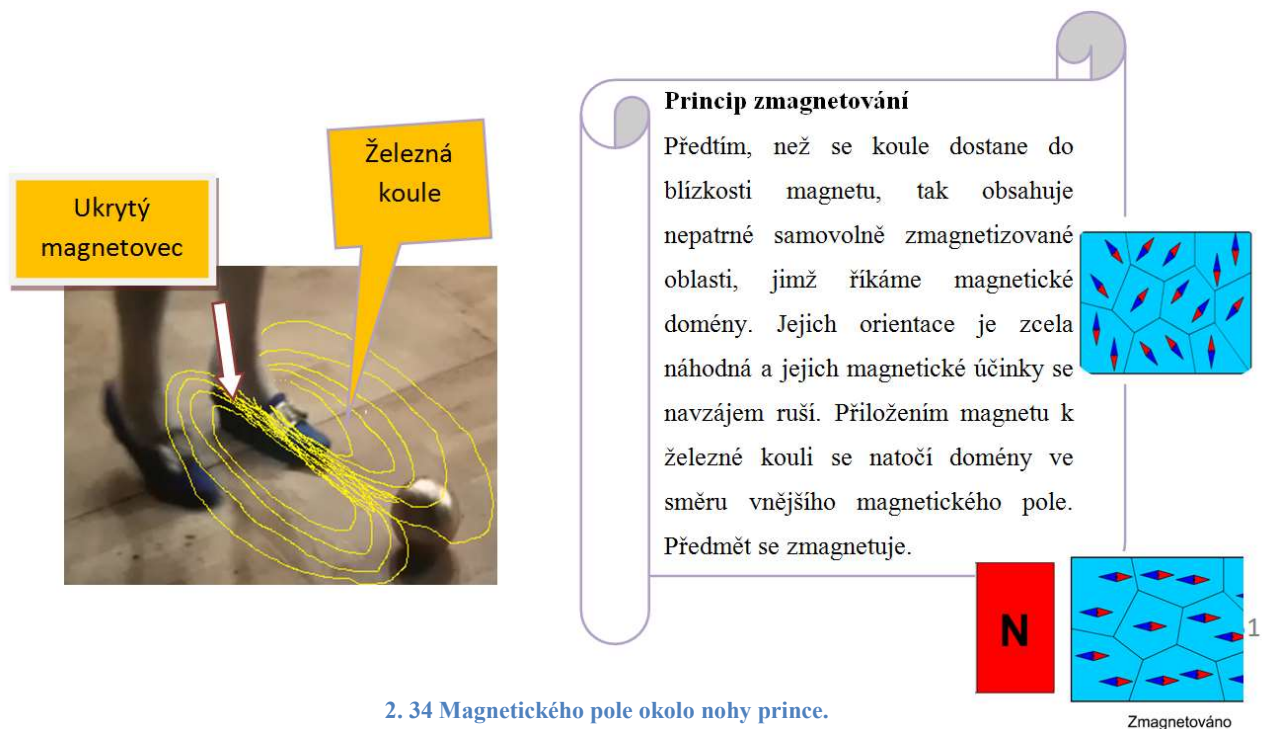 Železná
koule
Ukrytý
magnetovec
Princip zmagnetování
Předtím, než se koule dostane do
blízkosti magnetu, tak obsahuje
nepatrné samovolně zmagnetizované
oblasti, jimž říkáme magnetické
domény. Jejich orientace je zcela
náhodná a jejich magnetické účinky se
navzájem ruší. Přiložením magnetu k
železné kouli se natočí domény ve
směru vnějšího magnetického pole.
Předmět se zmagnetuje.
N
1
2. 34 Magnetického pole okolo nohy prince.
Zmagnetováno